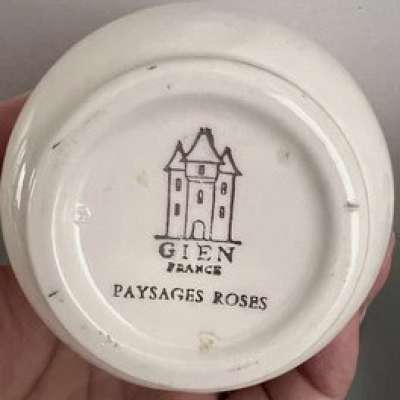 GIEN
FRANCE
PAYSAGES ROSES